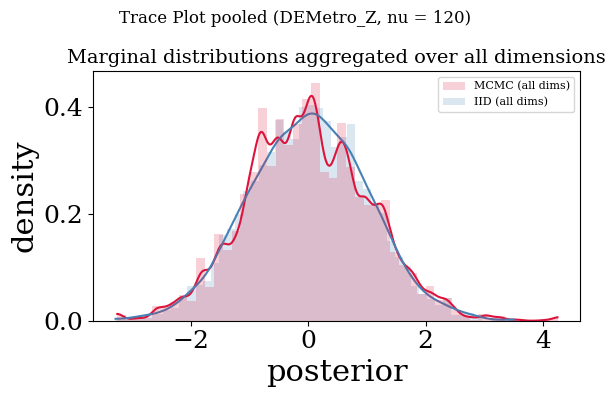 Trace Plot pooled (DEMetro_Z, nu = 120)
Marginal distributions aggregated over all dimensions
MCMC (all dims)
IID (all dims)
density
0.4
0.2
0.0
−2
0
2
4
posterior